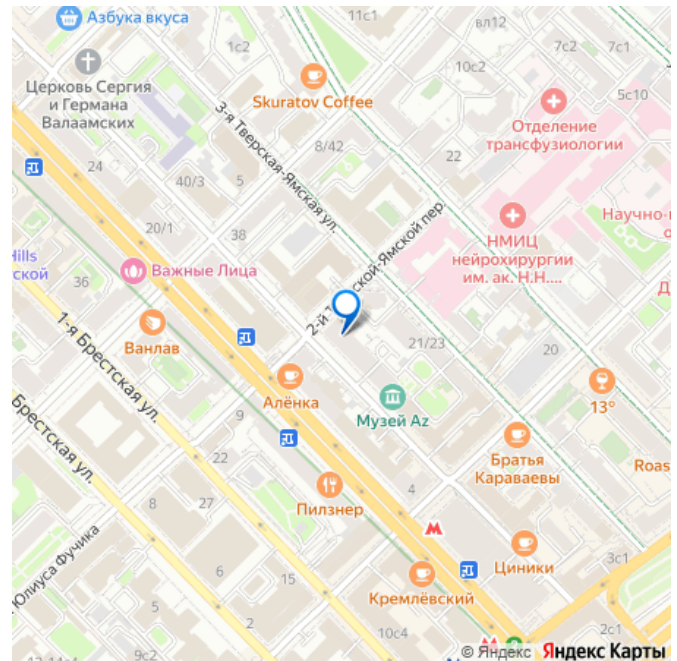 Азбука вкуса
11с1
вл12
1с2
7с2
7с1
10с2
5с10
Церковь Сергия
и Германа
Валаамских
Skuratov Coffee
Отделение
трансфузиологии
3-я Тверская-Ямская ул.
8/42
22
24
40/3
5
Научно-
НМИЦ
нейрохирургии
им. ак. Н.Н....
20/1
38
Hills
ской
36
Важные Лица
2-й Т
ской-Ямской пер.
1-я Брестская ул.
Ванлав
21/23
20
Алёнка
13°
Музей Az
Брестская ул.
9
Братья
Караваевы
Roas
22
Пилзнер
4
8
27
Циники
3с1
Юлиуса Фучика
6
15
Кремлёвский
2
10с4
2с1
9с2
© Яндекс Яндекс Карты